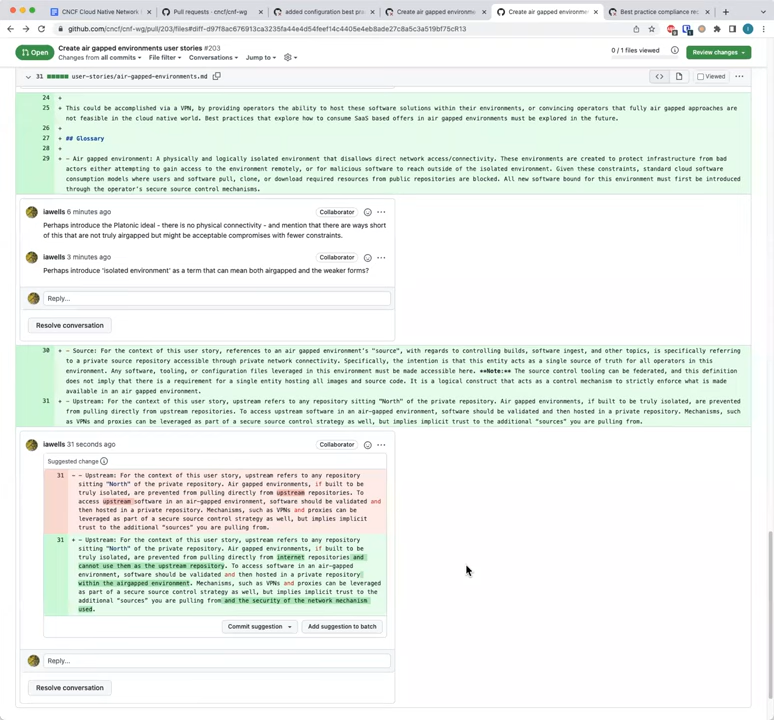 CNCF Cloud Native Network
Pull requests · cncf/cnf-wg
added configuration best pra
Create air gapped environme
Create air gapped environme
Best practice compliance req
github.com/cncf/cnf-wg/pull/203/files
Open
Create air gapped environments user stories #203
Changes from all commits
File filter
Conversations
Jump to
0 / 1 files viewed
Review changes
31
user-stories/air-gapped-environments.md
Viewed
24 +
25 + This could be accomplished via a VPN, by providing operators the ability to host these software solutions within their environments, or convincing operators that fully air gapped approaches are
not feasible in the cloud native world. Best practices that explore how to consume SaaS based offers in air gapped environments must be explored in the future.
26 +
27 + ## Glossary
28 +
29 + - Air gapped environment: A physically and logically isolated environment that disallows direct network access/connectivity. These environments are created to protect infrastructure from bad
actors either attempting to gain access to the environment remotely, or for malicious software to reach outside of the isolated environment. Given these constraints, standard cloud software
consumption models where users and software pull, clone, or download required resources from public repositories are blocked. All new software bound for this environment must first be introduced
through the operator's secure source control mechanisms.
iawells 6 minutes ago
Collaborator
Perhaps introduce the Platonic ideal - there is no physical connectivity - and mention that there are ways short
of this that are not truly airgapped but might be acceptable compromises with fewer constraints.
iawells 3 minutes ago
Collaborator
Perhaps introduce 'isolated environment' as a term that can mean both airgapped and the weaker forms?
Reply...
Resolve conversation
30 + - Source: For the context of this user story, references to an air gapped environment's "source", with regards to controlling builds, software ingest, and other topics, is specifically referring
to a private source repository accessible through private network connectivity. Specifically, the intention is that this entity acts as a single source of truth for all operators in this
environment. Any software, tooling, or configuration files leveraged in this environment must be made accessible here. **Note:** The source control tooling can be federated, and this definition
does not imply that there is a requirement for a single entity hosting all images and source code. It is a logical construct that acts as a control mechanism to strictly enforce what is made
available in an air gapped environment.
31 + - Upstream: For the context of this user story, upstream refers to any repository sitting "North" of the private repository. Air gapped environments, if built to be truly isolated, are prevented
from pulling directly from upstream repositories. To access upstream software in an air-gapped environment, software should be validated and then hosted in a private repository. Mechanisms, such
as VPNs and proxies can be leveraged as part of a secure source control strategy as well, but implies implicit trust to the additional "sources" you are pulling from.
iawells 31 seconds ago
Collaborator
Suggested change
31 - - Upstream: For the context of this user story, upstream refers to any repository
sitting "North" of the private repository. Air gapped environments, if built to be
truly isolated, are prevented from pulling directly from upstream repositories. To
access upstream software in an air-gapped environment, software should be validated and
then hosted in a private repository. Mechanisms, such as VPNs and proxies can be
leveraged as part of a secure source control strategy as well, but implies implicit
trust to the additional "sources" you are pulling from.
31 + - Upstream: For the context of this user story, upstream refers to any repository
sitting "North" of the private repository. Air gapped environments, if built to be
truly isolated, are prevented from pulling directly from internet repositories and
cannot use them as the upstream repository. To access software in an air-gapped
environment, software should be validated and then hosted in a private repository
within the airgapped environment. Mechanisms, such as VPNs and proxies can be leveraged
as part of a secure source control strategy as well, but implies implicit trust to the
additional "sources" you are pulling from and the security of the network mechanism
used.
Commit suggestion
Add suggestion to batch
Reply...
Resolve conversation